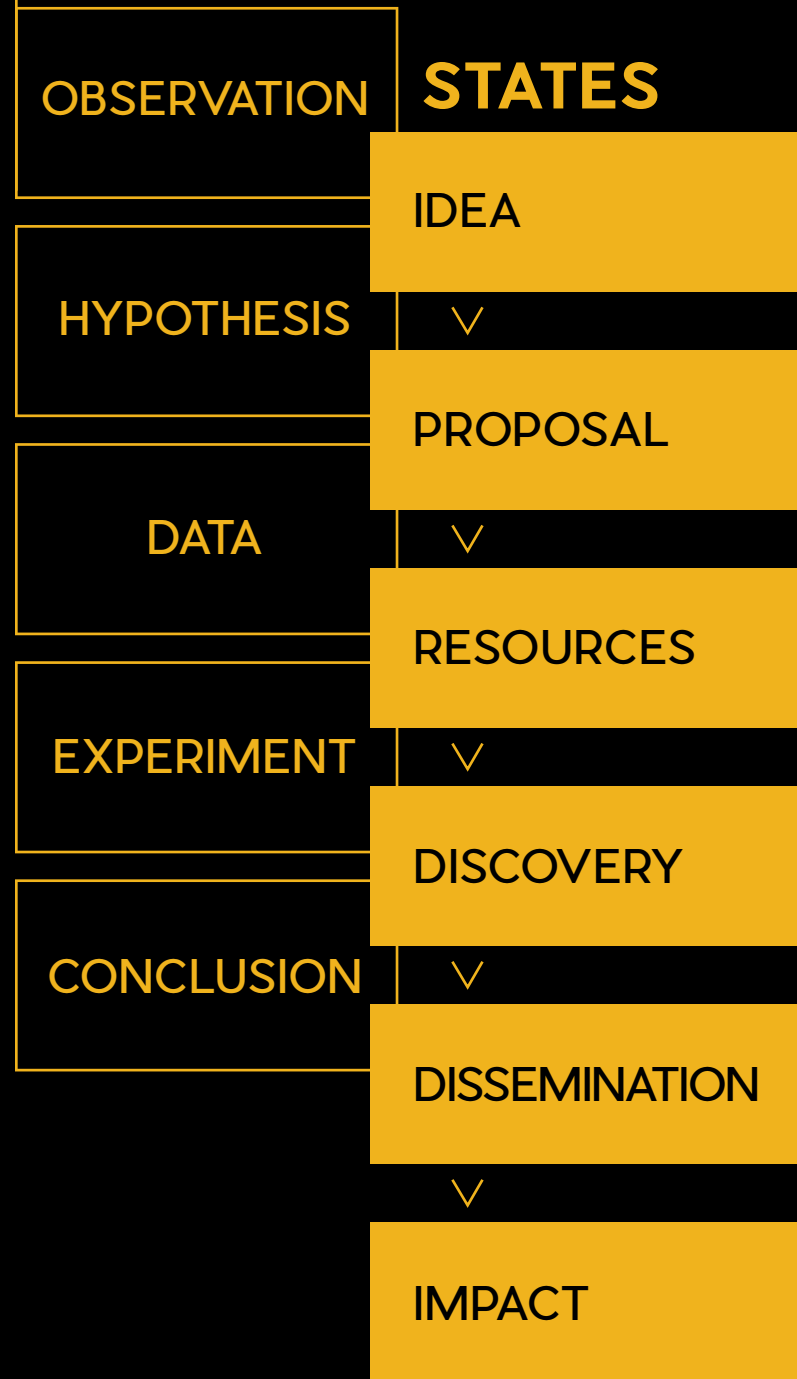 OBSERVATION
HYPOTHESIS
DATA
EXPERIMENT
CONCLUSION
STATES
IDEA
PROPOSAL
RESOURCES
DISCOVERY
DISSEMINATION
IMPACT